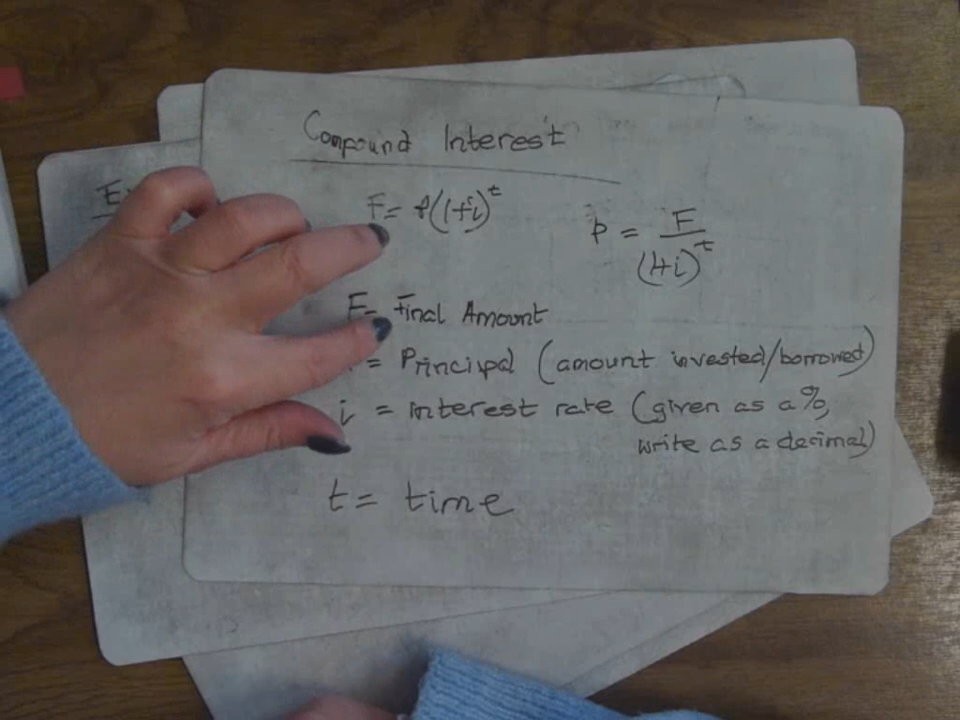 Compound Interest
F = P(1+i)^t
P = F/(1+i)^t
F = Final Amount
= Principal (amount invested/borrowed)
i = interest rate (given as a %,
write as a decimal)
t = time